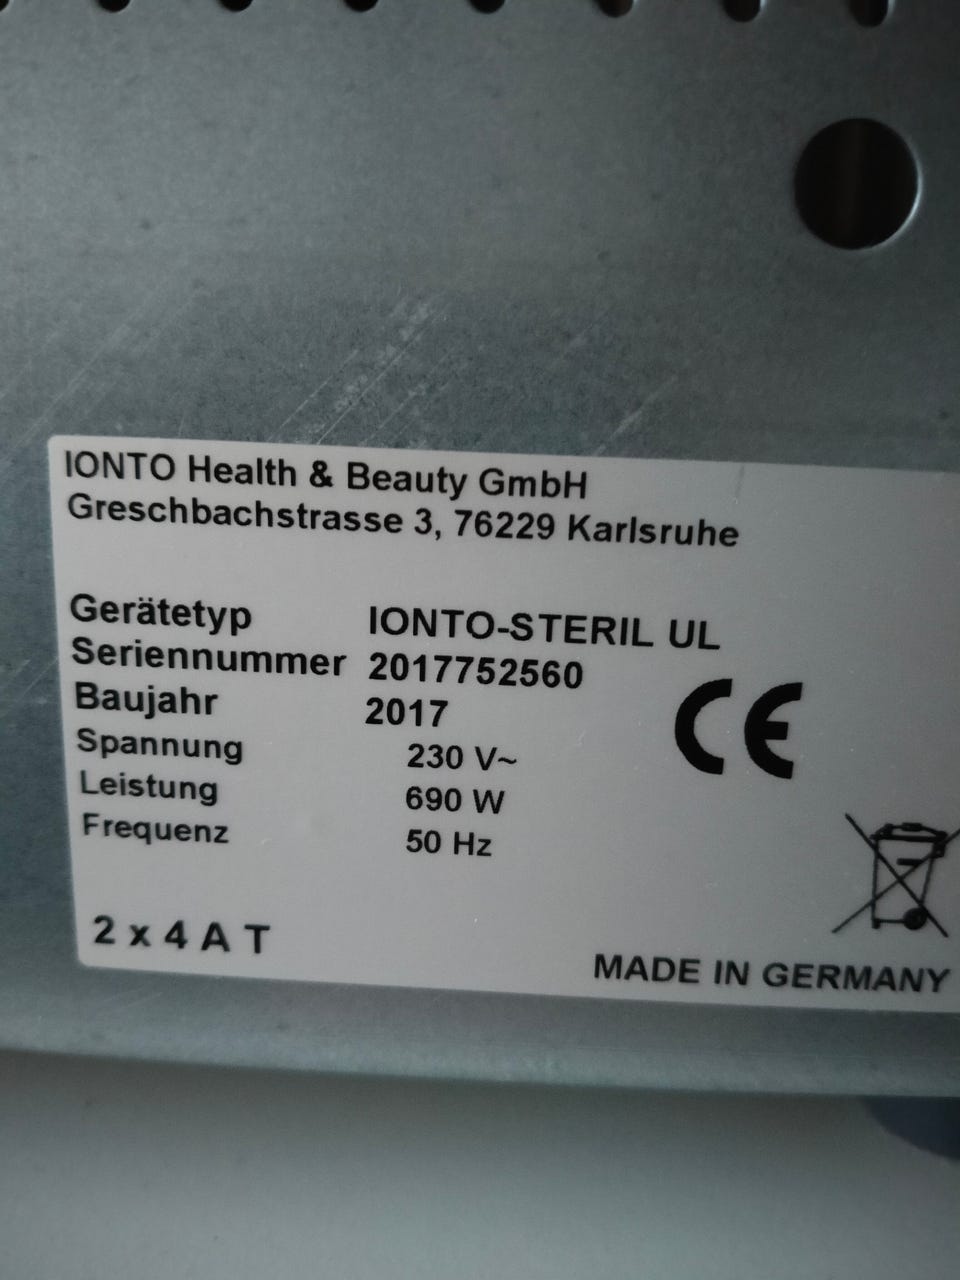 IONTO Health & Beauty GmbH
Greschbachstrasse 3, 76229 Karlsruhe
Gerätetyp IONTO-STERIL UL
Seriennummer 2017752560
Baujahr 2017
Spannung 230 V~
Leistung 690 W
Frequenz 50 Hz
CE
2 x 4 A T
MADE IN GERMANY